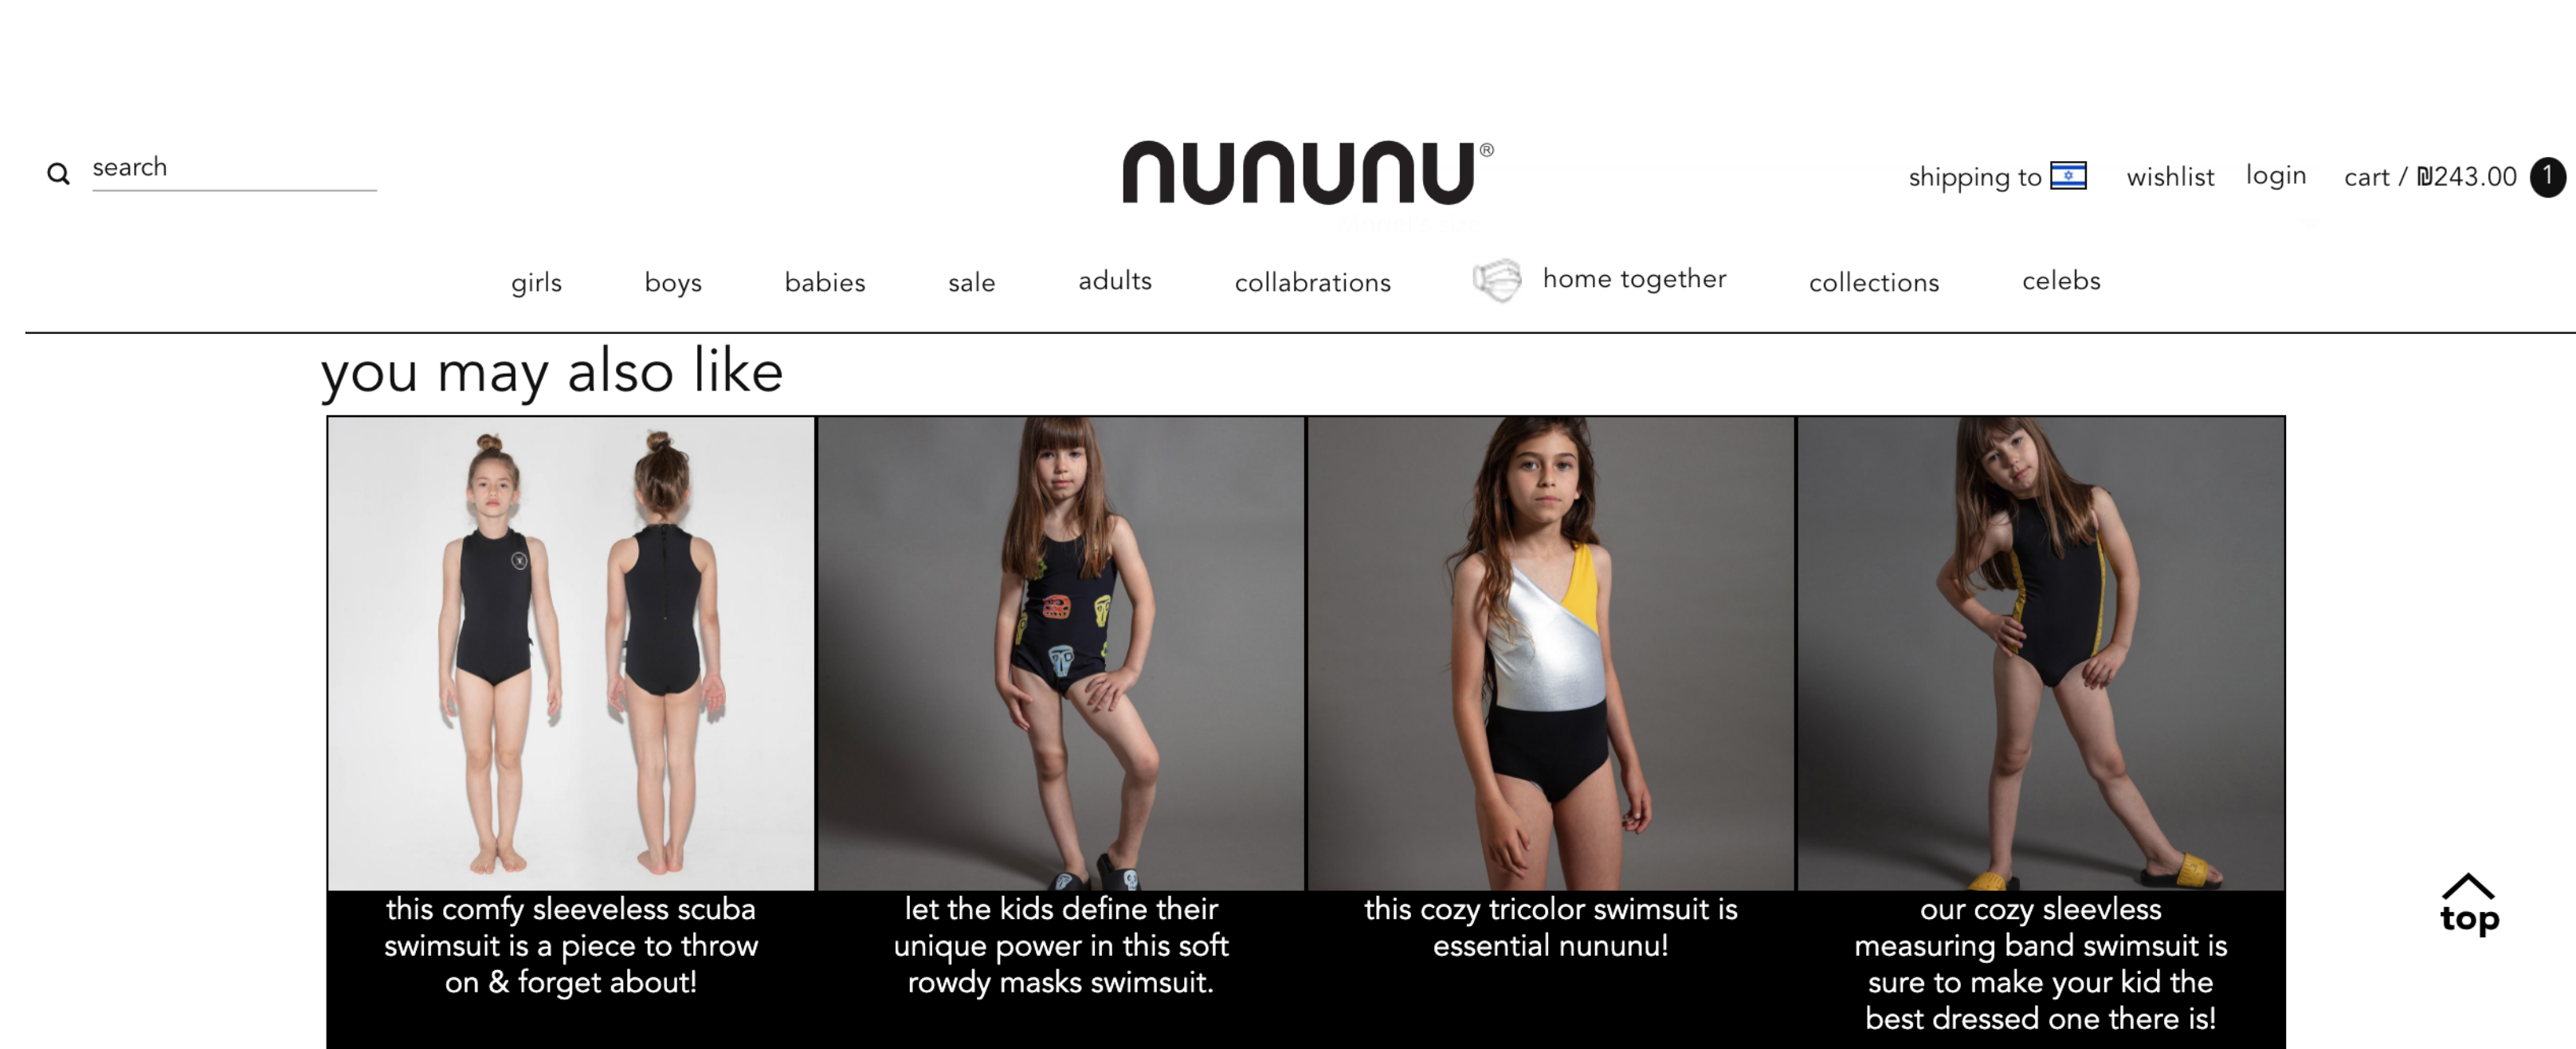 search
nununu®
shipping to
wishlist
login
cart / ₪243.00
1
girls
boys
babies
sale
adults
collabrations
home together
collections
celebs
you may also like
this comfy sleeveless scuba
swimsuit is a piece to throw
on & forget about!
let the kids define their
unique power in this soft
rowdy masks swimsuit.
this cozy tricolor swimsuit is
essential nununu!
our cozy sleevless
measuring band swimsuit is
sure to make your kid the
best dressed one there is!
top